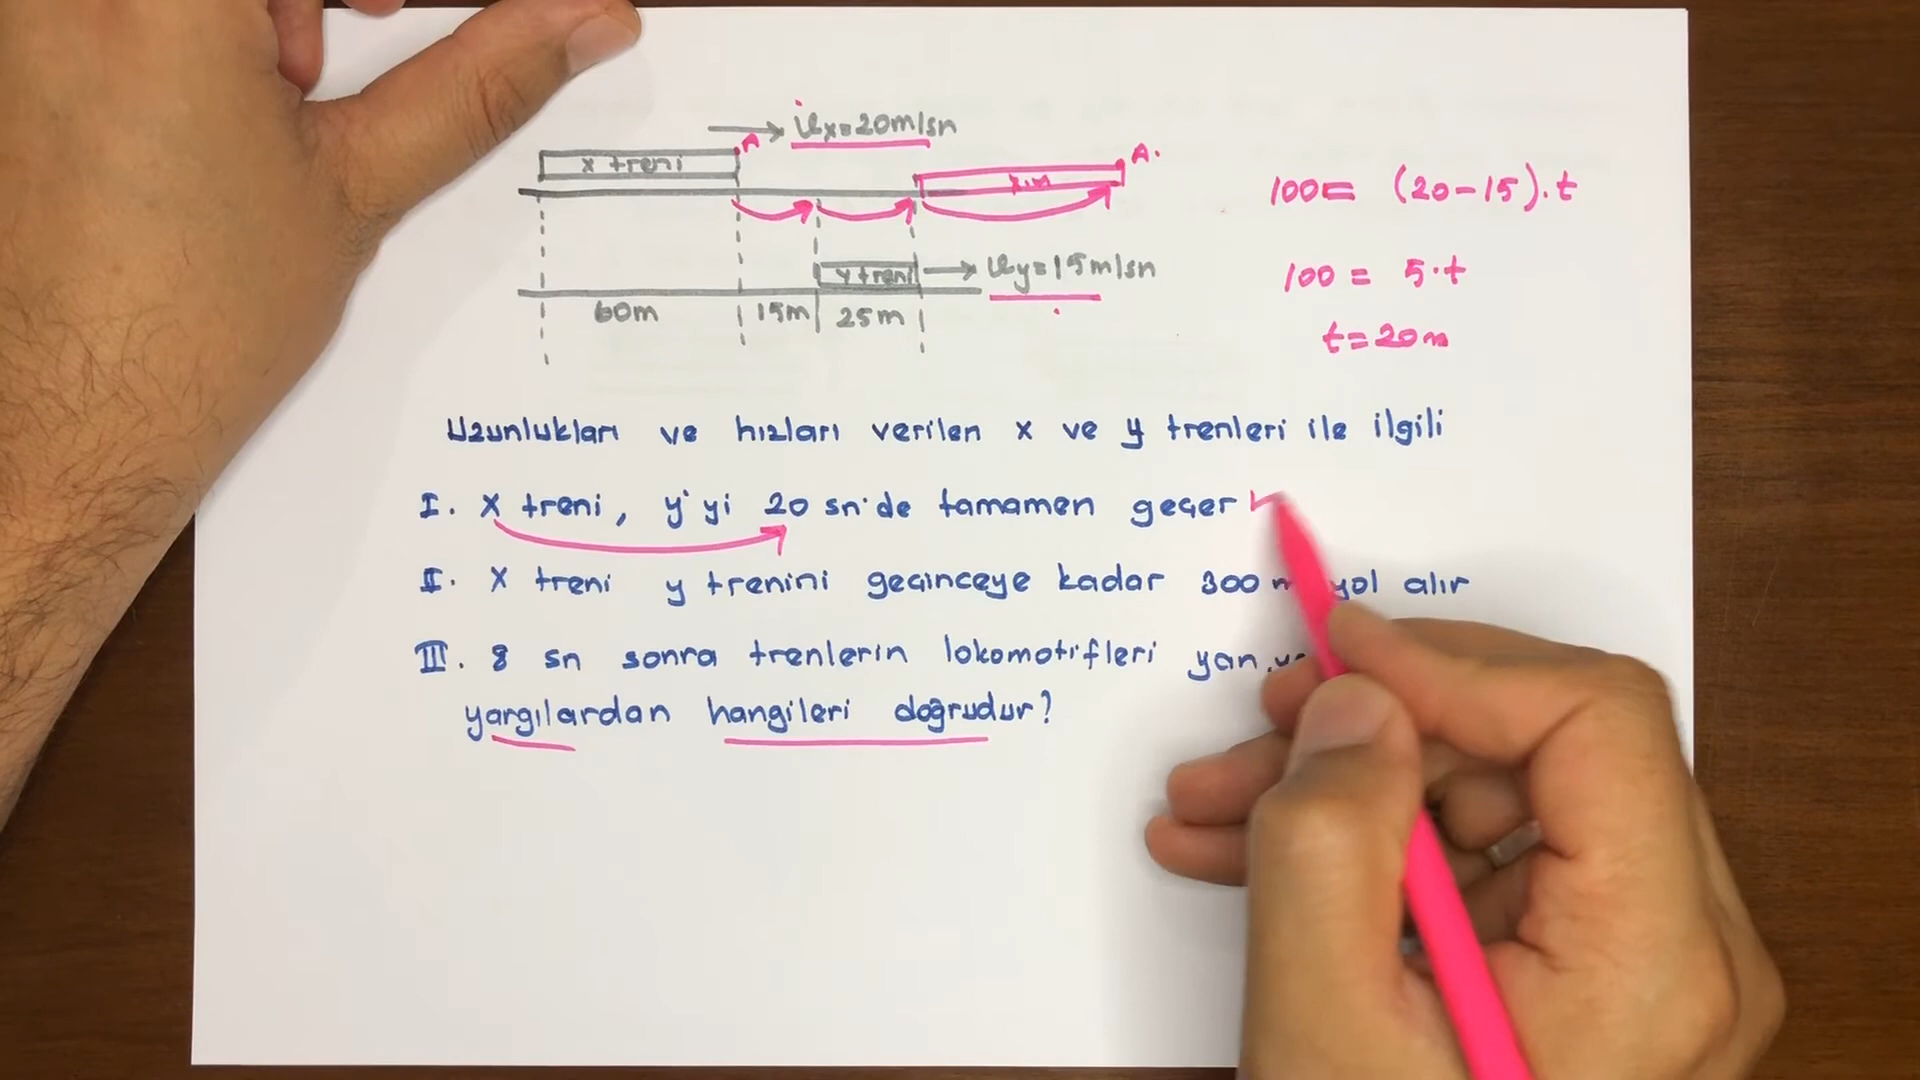 ϑx=20m/sn
x treni
A
A.
y treni
ϑy=15m/sn
60m
15m
25m
100= (20-15).t
100 = 5.t
t=20
Uzunlukları ve hızları verilen x ve y trenleri ile ilgili
I. X treni, y'yi 20 sn'de tamamen geçer
II. X treni y trenini geçinceye kadar 300 yol alır
III. 8 sn sonra trenlerin lokomotifleri yan
yargılardan hangileri doğrudur?